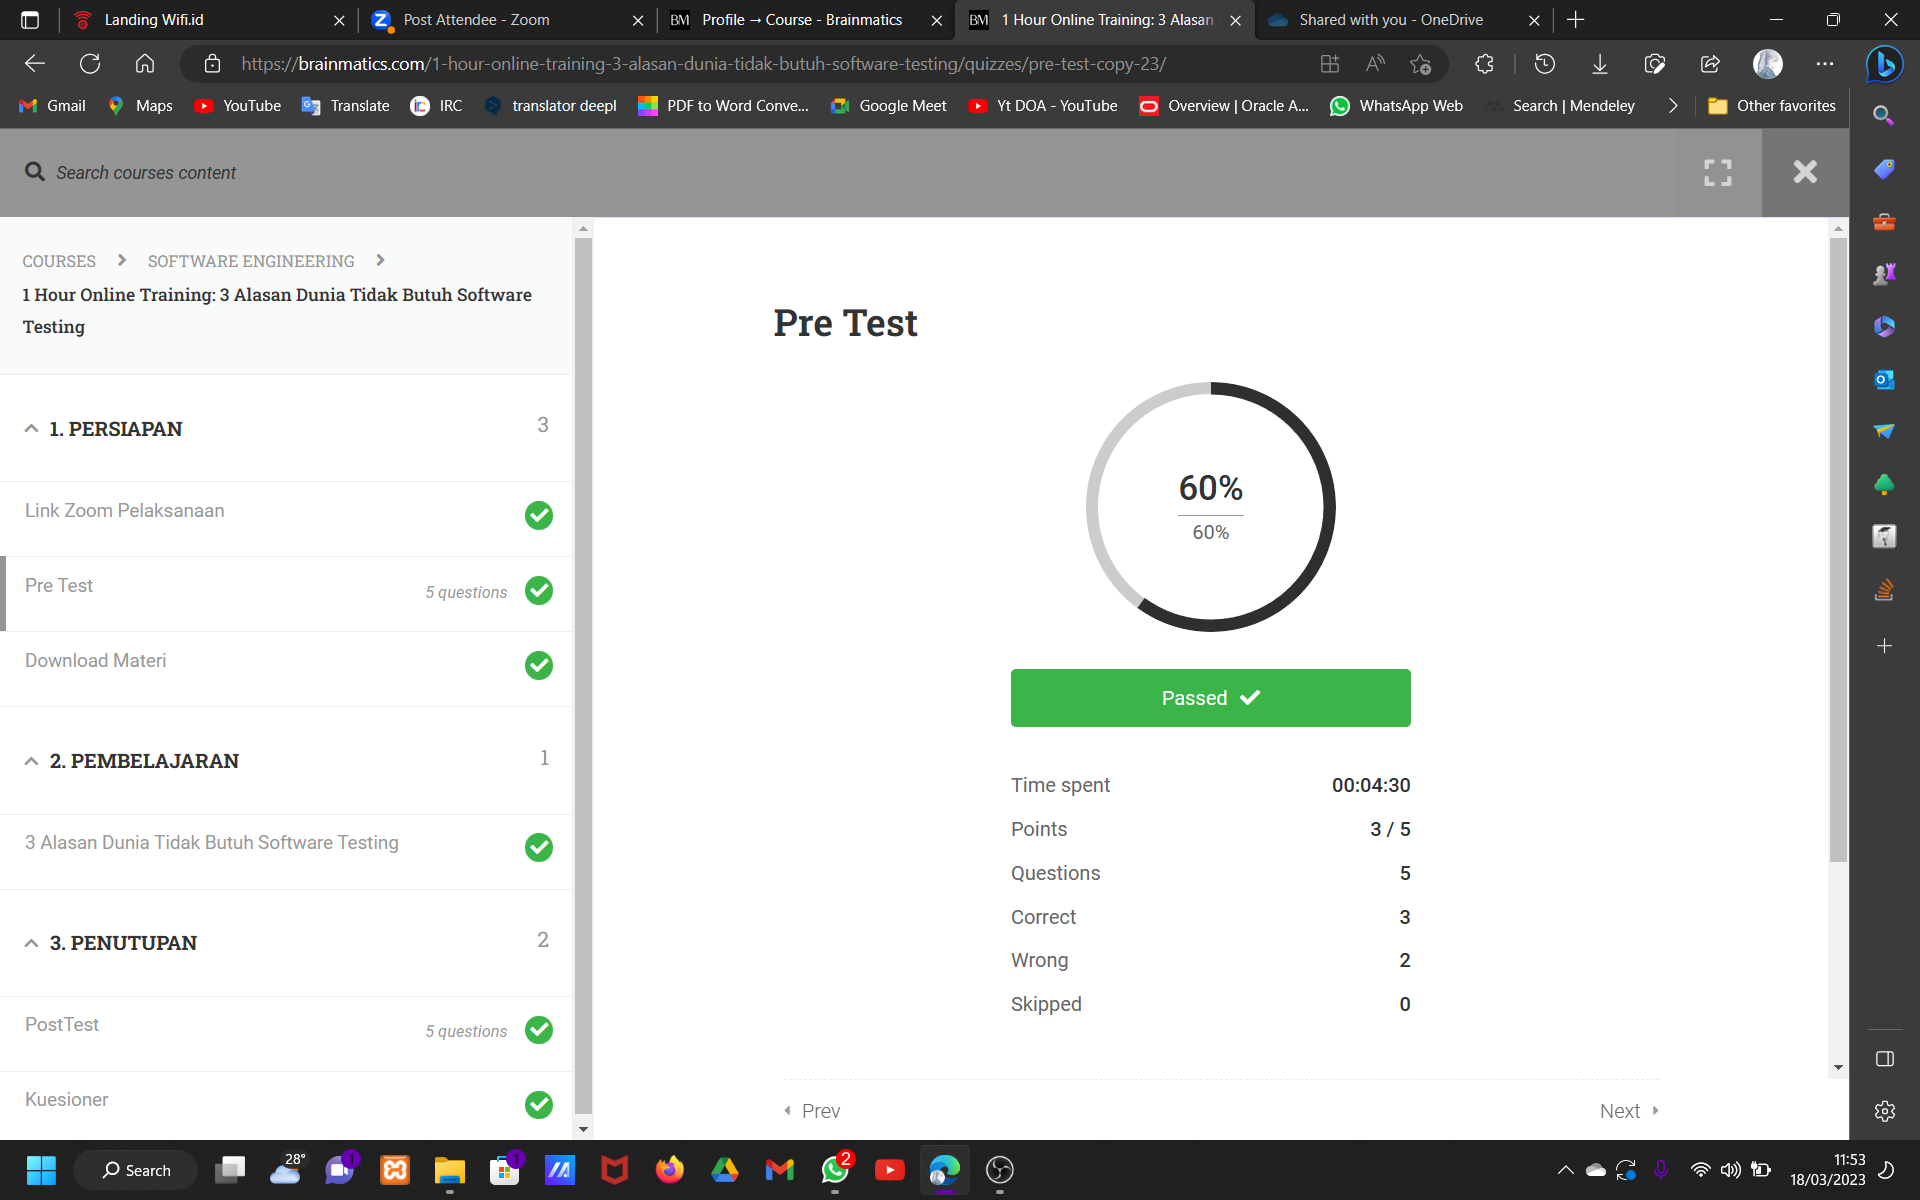 Landing Wifi.id
Post Attendee - Zoom
BM Profile → Course - Brainmatics
BM 1 Hour Online Training: 3 Alasan
Shared with you - OneDrive
https://brainmatics.com/1-hour-online-training-3-alasan-dunia-tidak-butuh-software-testing/quizzes/pre-test-copy-23/
Gmail
Maps
YouTube
Translate
IRC
translator deepl
PDF to Word Conve...
Google Meet
Yt DOA - YouTube
Overview | Oracle A...
WhatsApp Web
Search | Mendeley
Other favorites
Search courses content
COURSES
SOFTWARE ENGINEERING
1 Hour Online Training: 3 Alasan Dunia Tidak Butuh Software
Testing
1. PERSIAPAN 3
Link Zoom Pelaksanaan
Pre Test 5 questions
Download Materi
2. PEMBELAJARAN 1
3 Alasan Dunia Tidak Butuh Software Testing
3. PENUTUPAN 2
PostTest 5 questions
Kuesioner
Pre Test
60%
60%
Passed
Time spent 00:04:30
Points 3 / 5
Questions 5
Correct 3
Wrong 2
Skipped 0
Prev
Next
Search
28°
1
1
2
11:53
18/03/2023